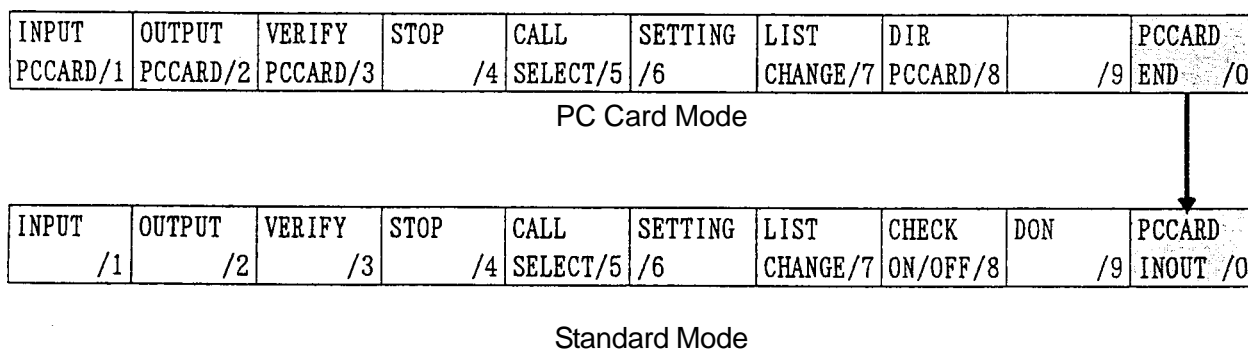 INPUT OUTPUT VERIFY STOP CALL SETTING LIST DIR PCCARD
PCCARD/1 PCCARD/2 PCCARD/3 /4 SELECT/5 /6 CHANGE/7 PCCARD/8 /9 END /0
PC Card Mode
INPUT OUTPUT VERIFY STOP CALL SETTING LIST CHECK DON PCCARD
/1 /2 /3 /4 SELECT/5 /6 CHANGE/7 ON/OFF/8 /9 INOUT /0
Standard Mode